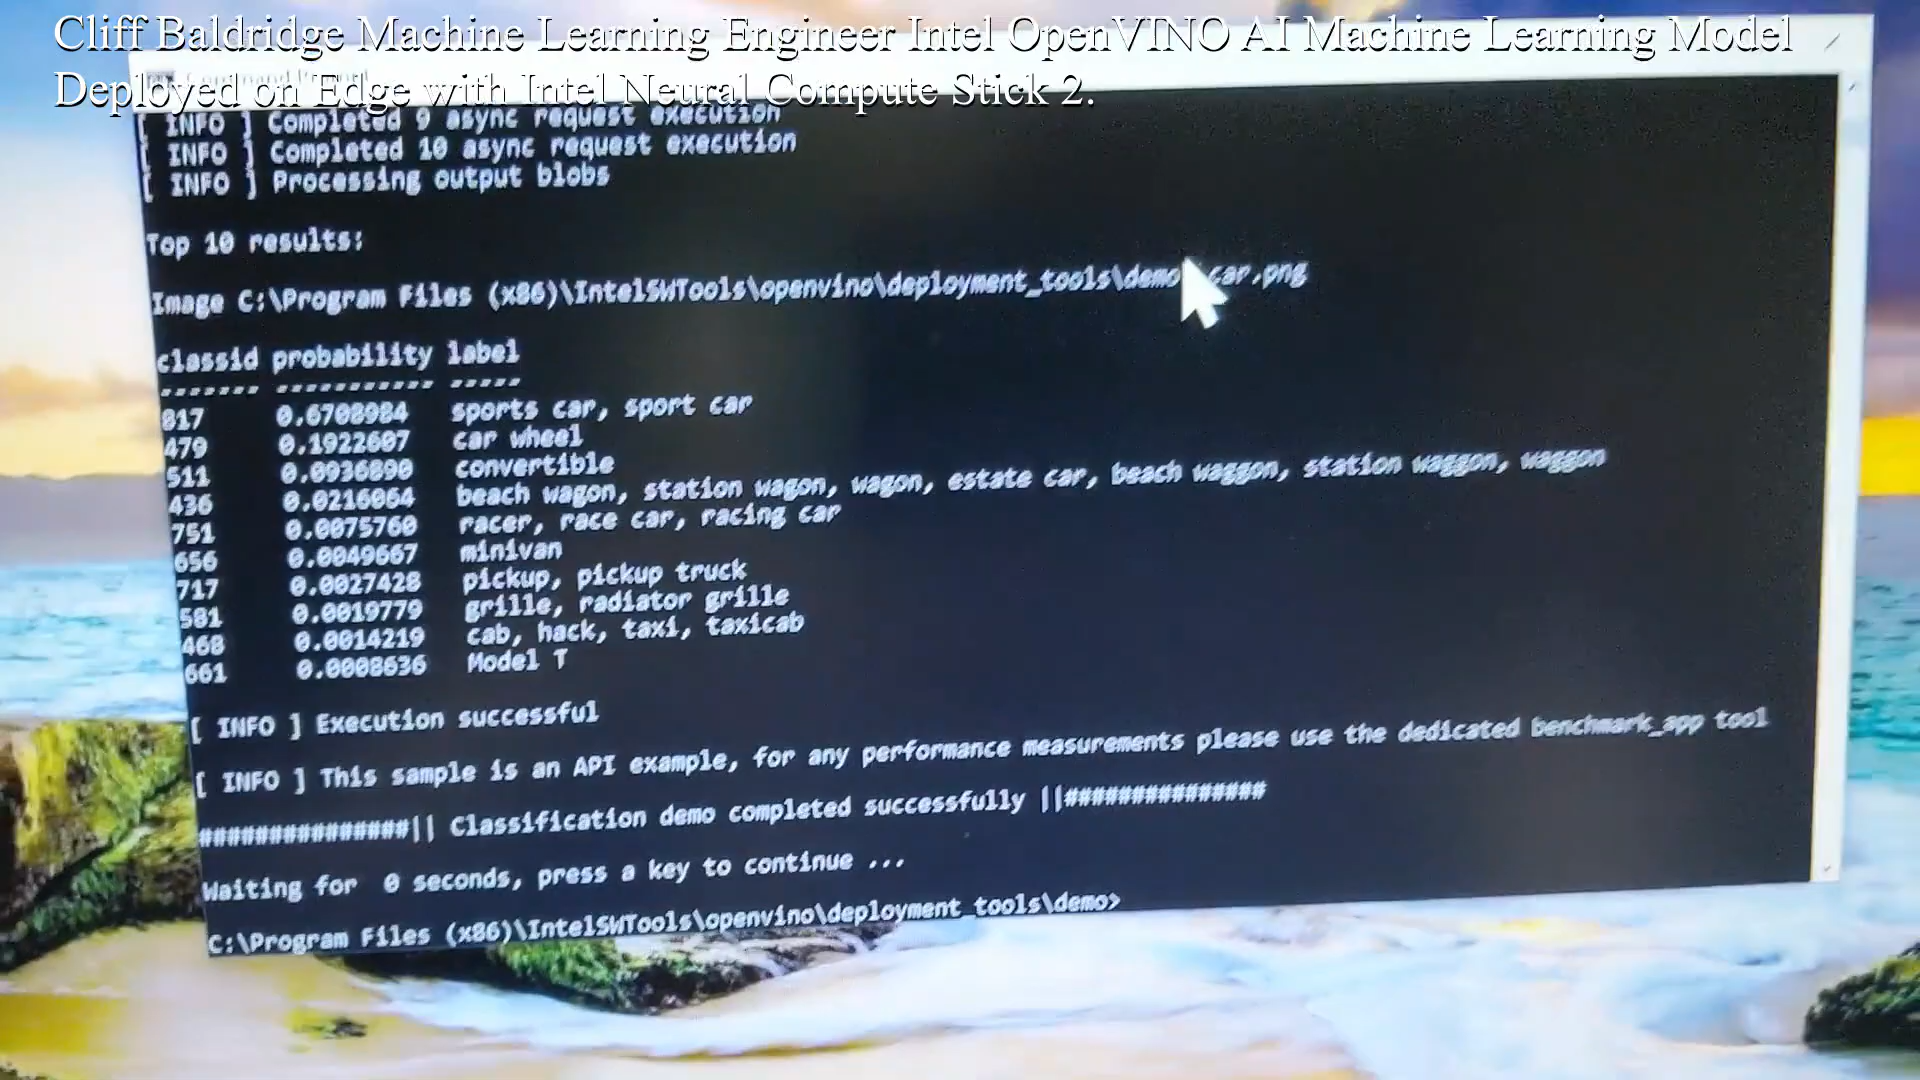 Cliff Baldridge Machine Learning Engineer Intel OpenVINO AI Machine Learning Model
Deployed on Edge with Intel Neural Compute Stick 2.
[ INFO ] Completed 9 async request execution
[ INFO ] Completed 10 async request execution
[ INFO ] Processing output blobs
Top 10 results:
Image C:\Program Files (x86)\IntelSWTools\openvino\deployment_tools\demo\car.png
classid probability label
------- ----------- -----
817 0.6708984 sports car, sport car
479 0.1922607 car wheel
511 0.0936890 convertible
436 0.0216064 beach wagon, station wagon, wagon, estate car, beach waggon, station waggon, waggon
751 0.0075760 racer, race car, racing car
656 0.0049667 minivan
717 0.0027428 pickup, pickup truck
581 0.0019779 grille, radiator grille
468 0.0014219 cab, hack, taxi, taxicab
661 0.0008636 Model T
[ INFO ] Execution successful
[ INFO ] This sample is an API example, for any performance measurements please use the dedicated benchmark_app tool
###############|| Classification demo completed successfully ||###############
Waiting for 0 seconds, press a key to continue ...
C:\Program Files (x86)\IntelSWTools\openvino\deployment_tools\demo>